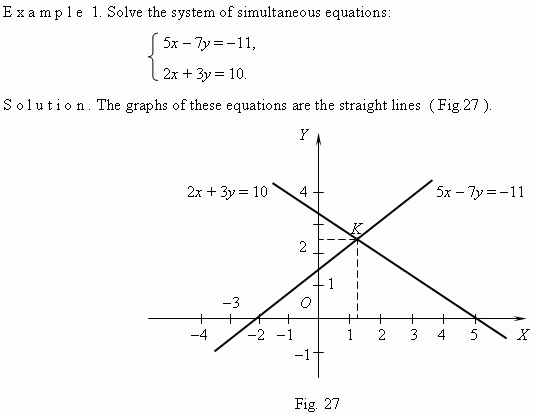 Example 1. Solve the system of simultaneous equations:
5x – 7y = –11,
2x + 3y = 10.
Solution. The graphs of these equations are the straight lines ( Fig.27 ).
Y
2x + 3y = 10
4
5x – 7y = –11
K
2
1
–3
O
–4
–2
–1
1
2
3
4
5
X
–1
Fig. 27